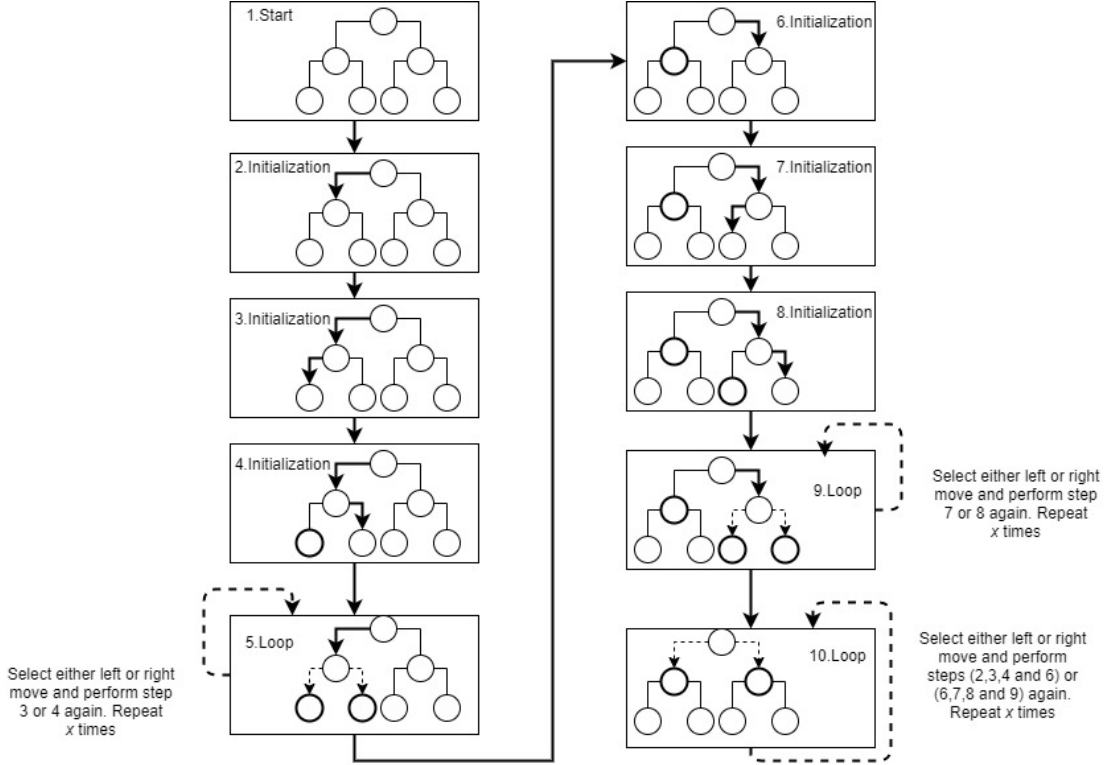 1.Start
2.Initialization
3.Initialization
4.Initialization
5.Loop
Select either left or right
move and perform step
3 or 4 again. Repeat
x times
6.Initialization
7.Initialization
8.Initialization
9.Loop
Select either left or right
move and perform step
7 or 8 again. Repeat
x times
10.Loop
Select either left or right
move and perform
steps (2,3,4 and 6) or
(6,7,8 and 9) again.
Repeat x times